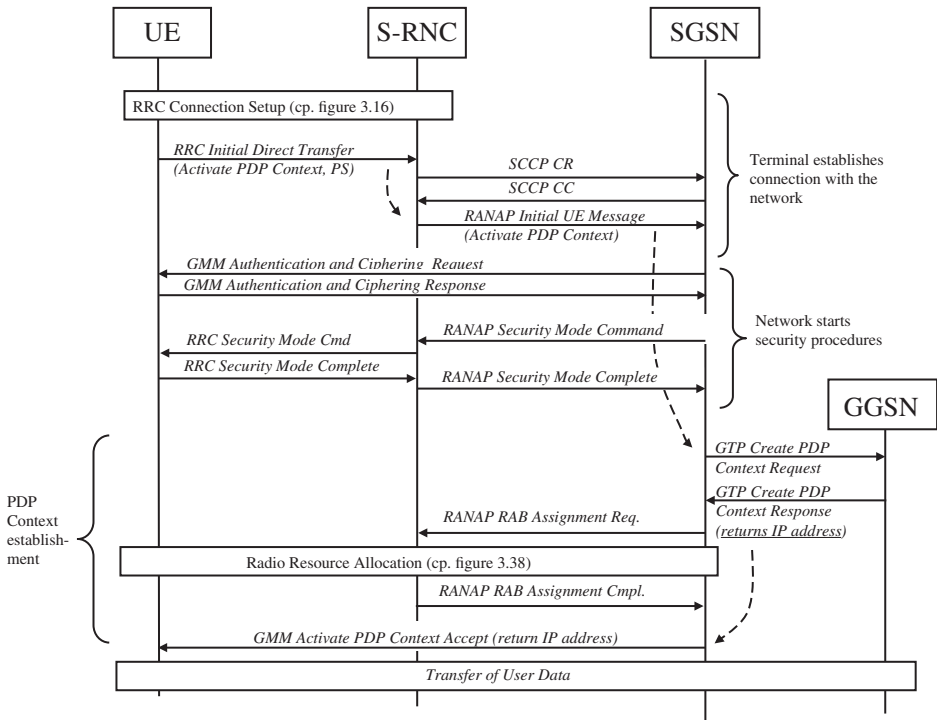 UE
S-RNC
SGSN
RRC Connection Setup (cp. figure 3.16)
RRC Initial Direct Transfer
(Activate PDP Context, PS)
SCCP CR
SCCP CC
RANAP Initial UE Message
(Activate PDP Context)
Terminal establishes
connection with the
network
GMM Authentication and Ciphering Request
GMM Authentication and Ciphering Response
RANAP Security Mode Command
RRC Security Mode Cmd
RRC Security Mode Complete
RANAP Security Mode Complete
Network starts
security procedures
GGSN
GTP Create PDP
Context Request
GTP Create PDP
Context Response
(returns IP address)
PDP
Context
establish-
ment
RANAP RAB Assignment Req.
Radio Resource Allocation (cp. figure 3.38)
RANAP RAB Assignment Cmpl.
GMM Activate PDP Context Accept (return IP address)
Transfer of User Data